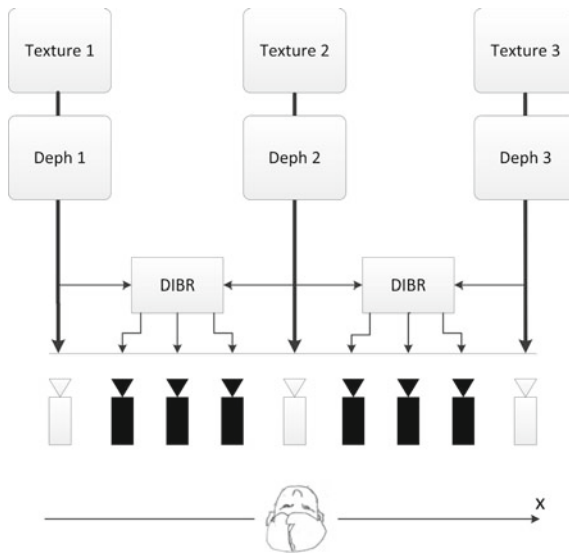 Texture 1
Texture 2
Texture 3
Deph 1
Deph 2
Deph 3
DIBR
DIBR
x